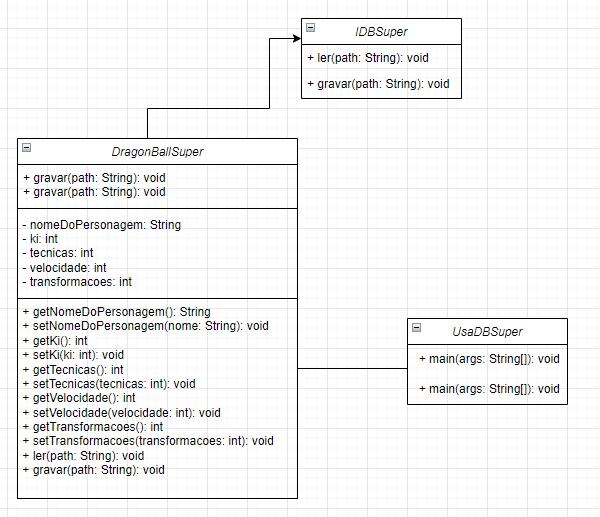 IDBSuper
+ ler(path: String): void
+ gravar(path: String): void
DragonBallSuper
+ gravar(path: String): void
+ gravar(path: String): void
- nomeDoPersonagem: String
- ki: int
- tecnicas: int
- velocidade: int
- transformacoes: int
+ getNomeDoPersonagem(): String
+ setNomeDoPersonagem(nome: String): void
+ getKi(): int
+ setKi(ki: int): void
+ getTecnicas(): int
+ setTecnicas(tecnicas: int): void
+ getVelocidade(): int
+ setVelocidade(velocidade: int): void
+ getTransformacoes(): int
+ setTransformacoes(transformacoes: int): void
+ ler(path: String): void
+ gravar(path: String): void
UsaDBSuper
+ main(args: String[]): void
+ main(args: String[]): void